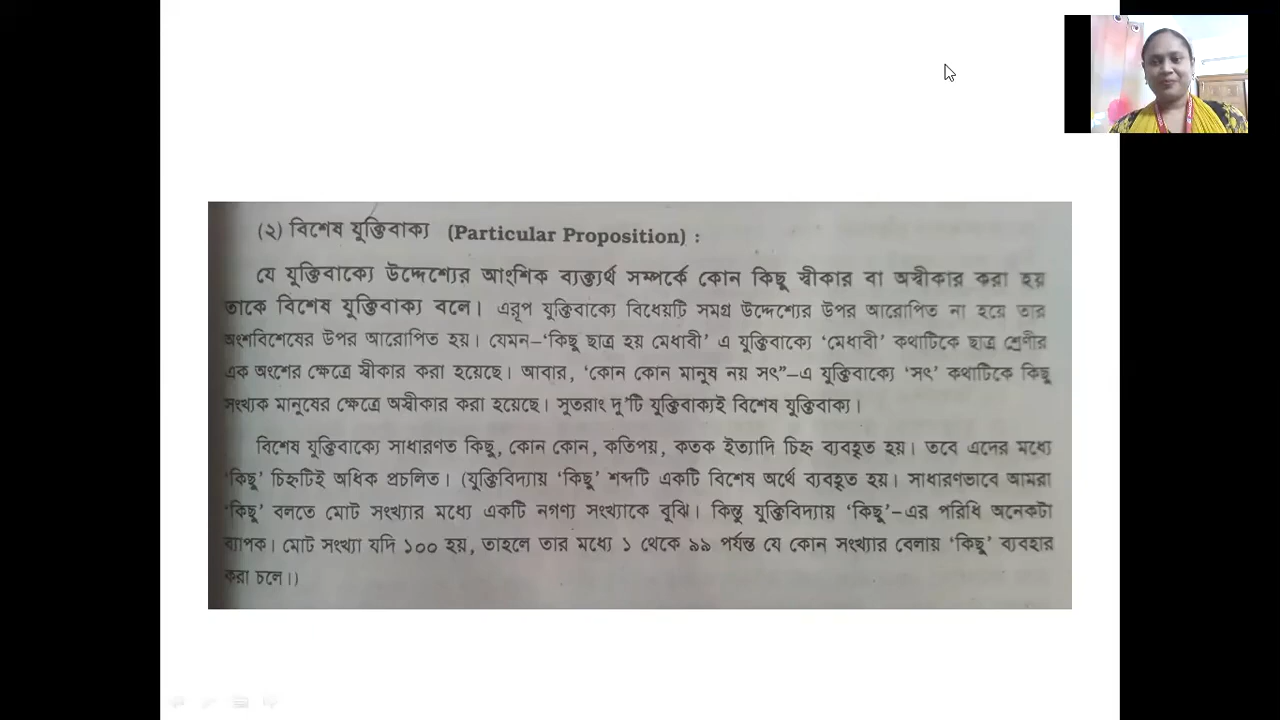 (২) বিশেষ যুক্তিবাক্য (Particular Proposition) :
যে যুক্তিবাক্যে উদ্দেশ্যের আংশিক ব্যক্ত্যর্থ সম্পর্কে কোন কিছু স্বীকার বা অস্বীকার করা হয়
তাকে বিশেষ যুক্তিবাক্য বলে। এরূপ যুক্তিবাক্যে বিধেয়টি সমগ্র উদ্দেশ্যের উপর আরোপিত না হয়ে তার
অংশবিশেষের উপর আরোপিত হয়। যেমন–‘কিছু ছাত্র হয় মেধাবী’ এ যুক্তিবাক্যে ‘মেধাবী’ কথাটিকে ছাত্র শ্রেণীর
এক অংশের ক্ষেত্রে স্বীকার করা হয়েছে। আবার, ‘কোন কোন মানুষ নয় সৎ”–এ যুক্তিবাক্যে ‘সৎ’ কথাটিকে কিছু
সংখ্যক মানুষের ক্ষেত্রে অস্বীকার করা হয়েছে। সুতরাং দু’টি যুক্তিবাক্যই বিশেষ যুক্তিবাক্য।
বিশেষ যুক্তিবাক্যে সাধারণত কিছু, কোন কোন, কতিপয়, কতক ইত্যাদি চিহ্ন ব্যবহৃত হয়। তবে এদের মধ্যে
‘কিছু’ চিহ্নটিই অধিক প্রচলিত। (যুক্তিবিদ্যায় ‘কিছু’ শব্দটি একটি বিশেষ অর্থে ব্যবহৃত হয়। সাধারণভাবে আমরা
‘কিছু’ বলতে মোট সংখ্যার মধ্যে একটি নগণ্য সংখ্যাকে বুঝি। কিন্তু যুক্তিবিদ্যায় ‘কিছু’–এর পরিধি অনেকটা
ব্যাপক। মোট সংখ্যা যদি ১০০ হয়, তাহলে তার মধ্যে ১ থেকে ৯৯ পর্যন্ত যে কোন সংখ্যার বেলায় ‘কিছু’ ব্যবহার
করা চলে।)